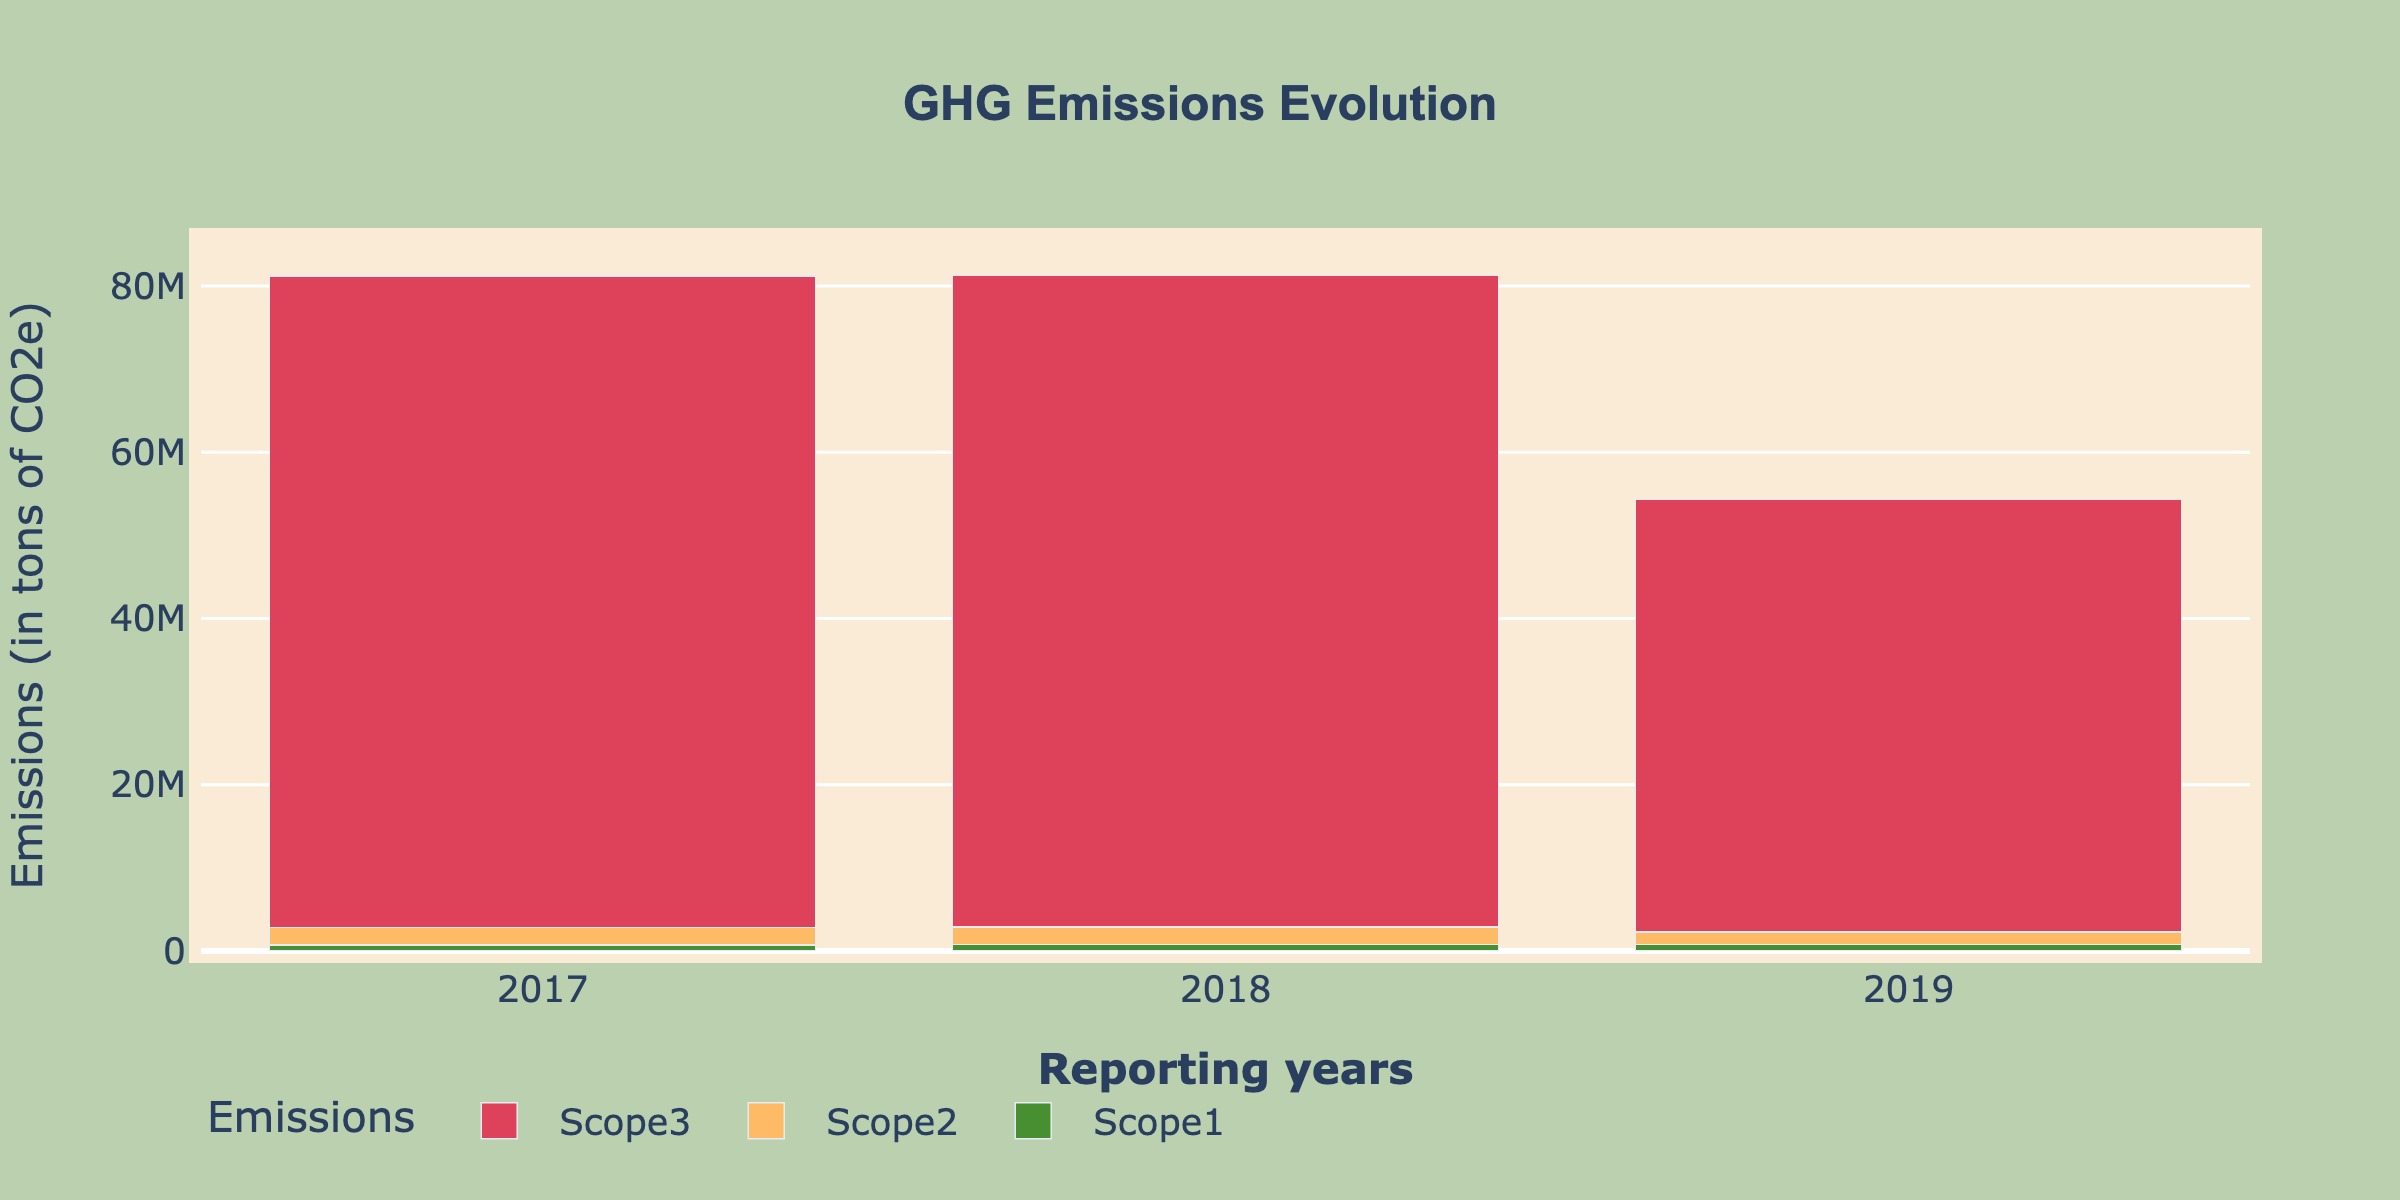 GHG Emissions Evolution
Emissions (in tons of CO2e)
80M
60M
40M
20M
0
2017 2018 2019
Reporting years
Emissions Scope3 Scope2 Scope1